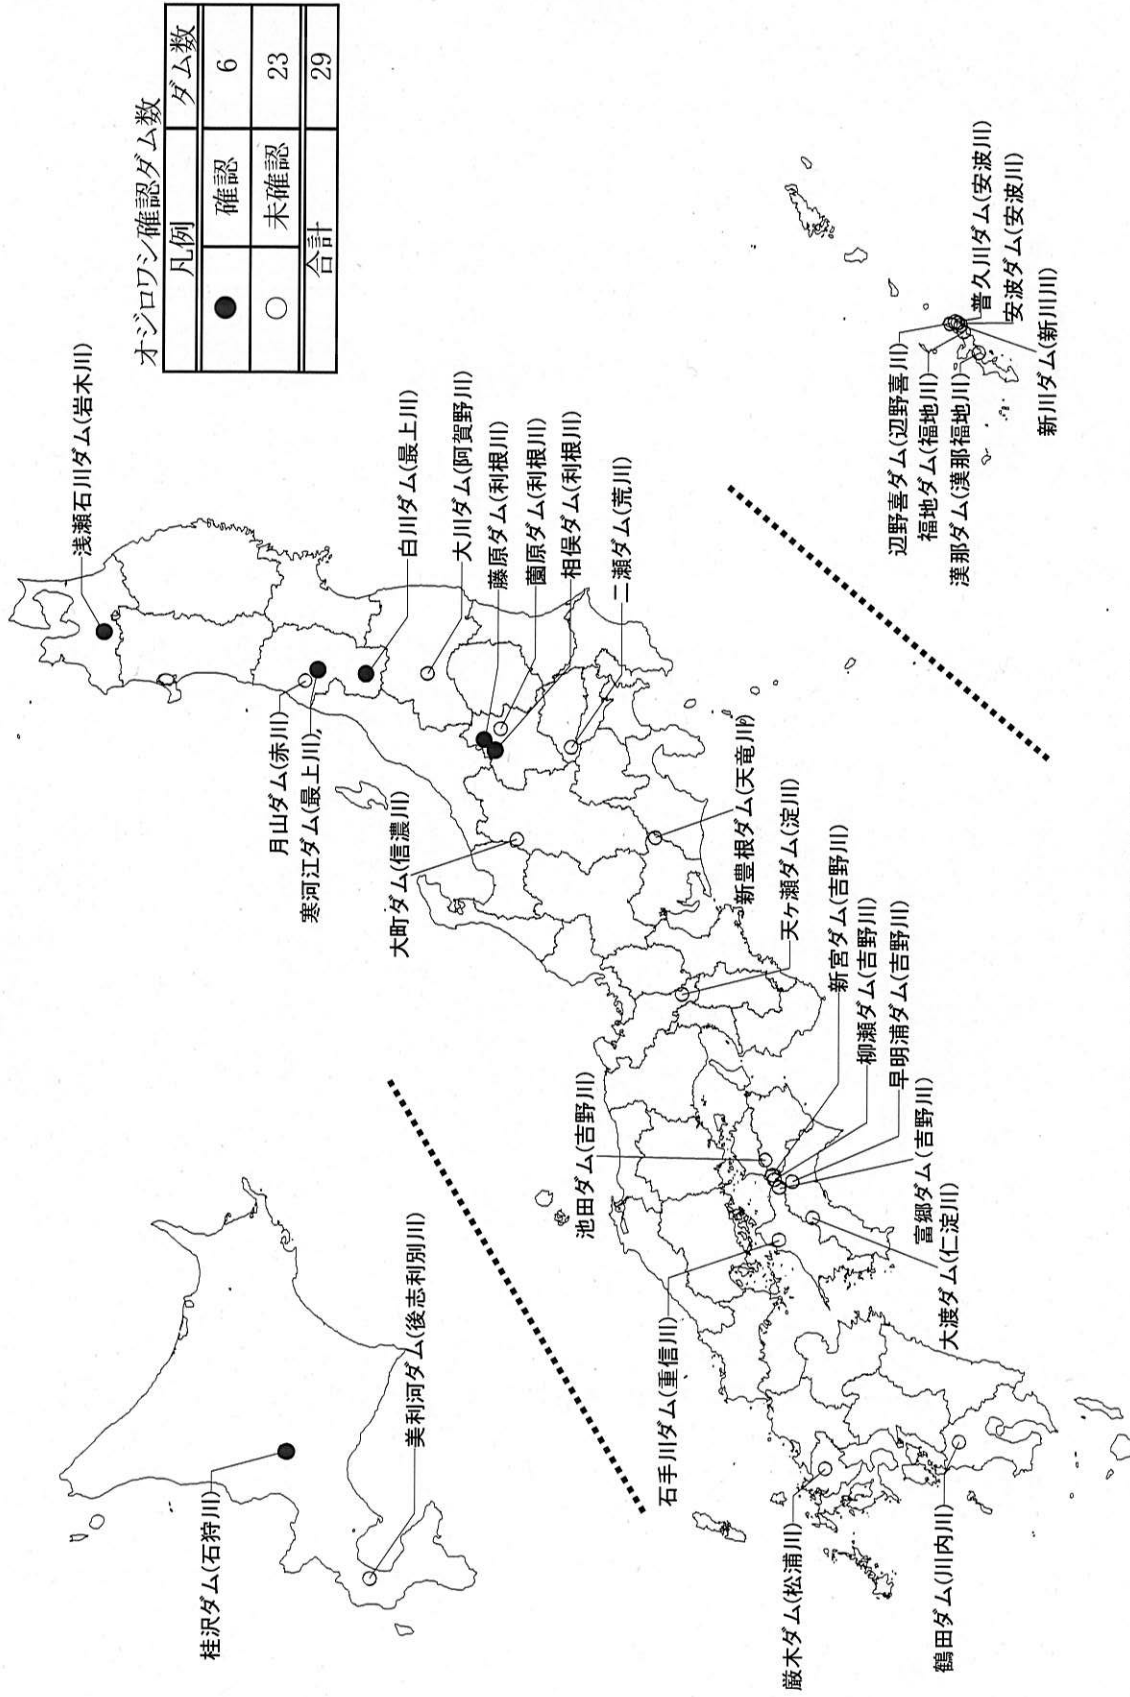 オジロワシ確認ダム数
凡例 ダム数
● 確認 6
○ 未確認 23
合計 29
桂沢ダム(石狩川)
美利河ダム(後志利別川)
浅瀬石川ダム(岩木川)
月山ダム(赤川)
寒河江ダム(最上川)
白川ダム(最上川)
大川ダム(阿賀野川)
藤原ダム(利根川)
薗原ダム(利根川)
相俣ダム(利根川)
二瀬ダム(荒川)
大町ダム(信濃川)
新豊根ダム(天竜川)
天ヶ瀬ダム(淀川)
新宮ダム(吉野川)
柳瀬ダム(吉野川)
早明浦ダム(吉野川)
富郷ダム(吉野川)
池田ダム(吉野川)
大渡ダム(仁淀川)
石手川ダム(重信川)
厳木ダム(松浦川)
鶴田ダム(川内川)
辺野喜ダム(辺野喜川)
福地ダム(福地川)
漢那ダム(漢那福地川)
普久川ダム(安波川)
安波ダム(安波川)
新川ダム(新川川)